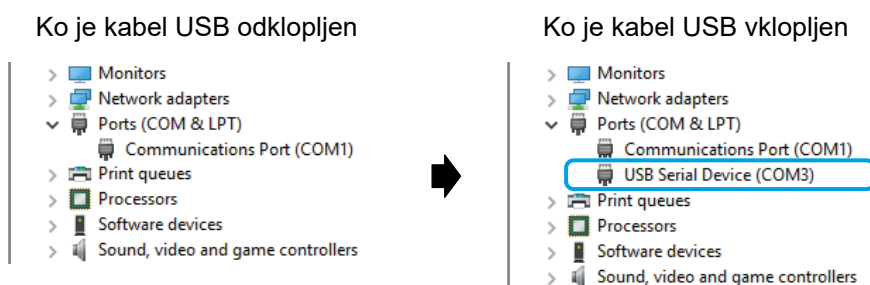 Ko je kabel USB odklopljen
Monitors
Network adapters
Ports (COM & LPT)
Communications Port (COM1)
Print queues
Processors
Software devices
Sound, video and game controllers
Ko je kabel USB vklopljen
Monitors
Network adapters
Ports (COM & LPT)
Communications Port (COM1)
USB Serial Device (COM3)
Print queues
Processors
Software devices
Sound, video and game controllers